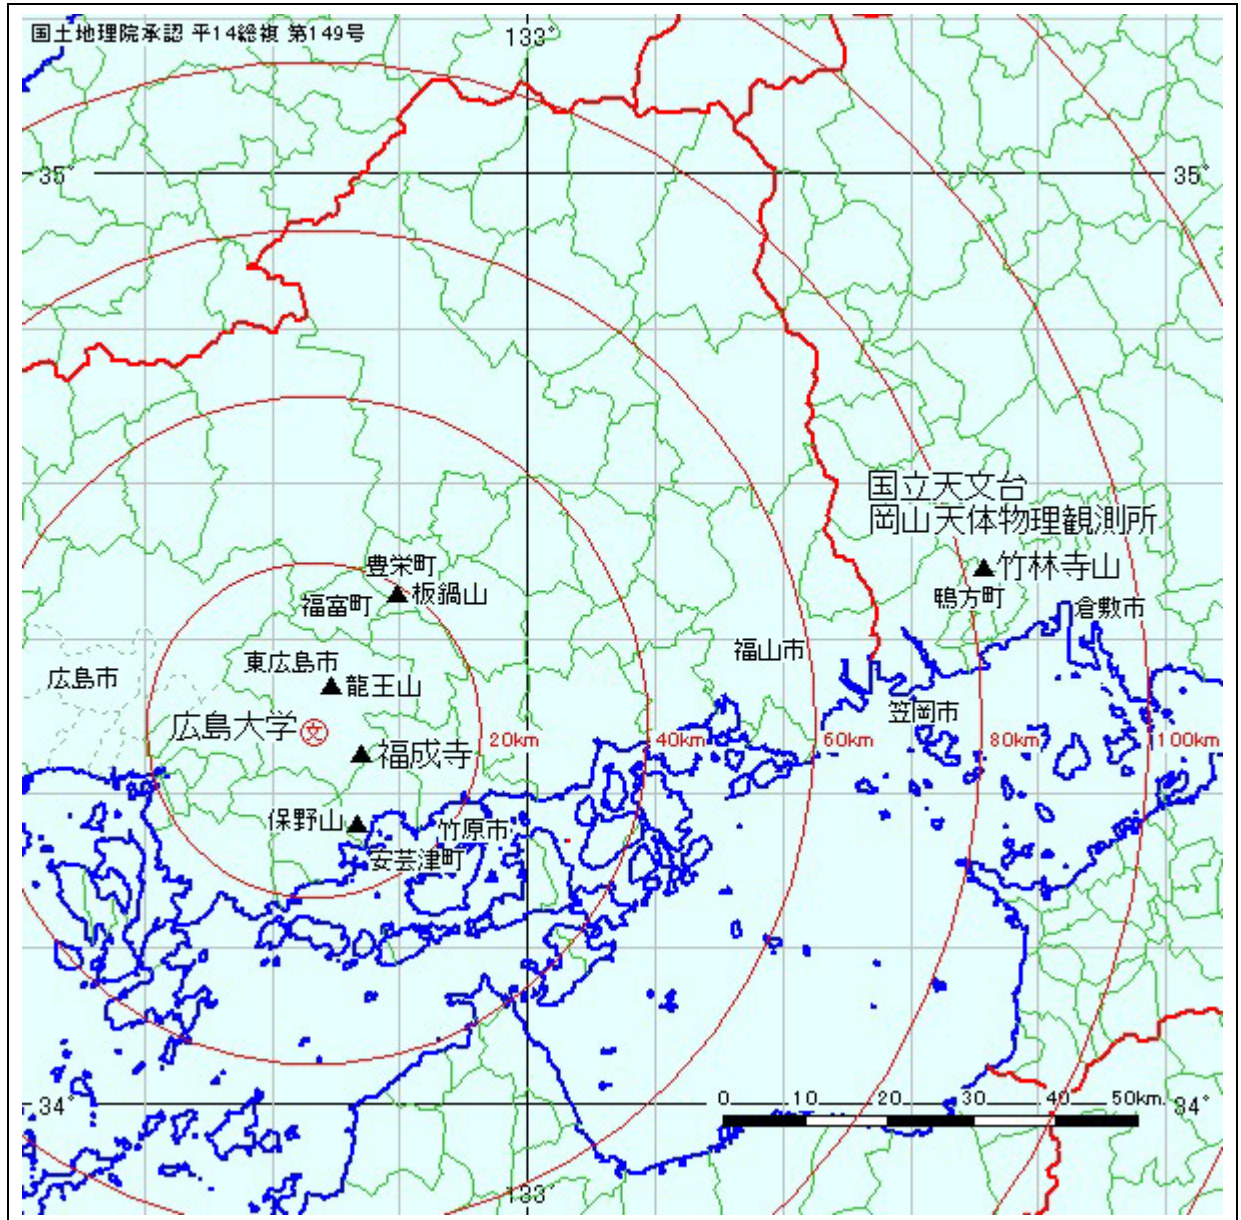 国土地理院承認 平14総複 第149号
133°
35°
35°
国立天文台
岡山天体物理観測所
竹林寺山
豊栄町
板鍋山
福富町
鴨方町
倉敷市
東広島市
福山市
広島市
龍王山
笠岡市
広島大学
文
20km
40km
60km
80km
100km
福成寺
保野山
竹原市
安芸津町
0 10 20 30 40 50km
34°
34°
133°